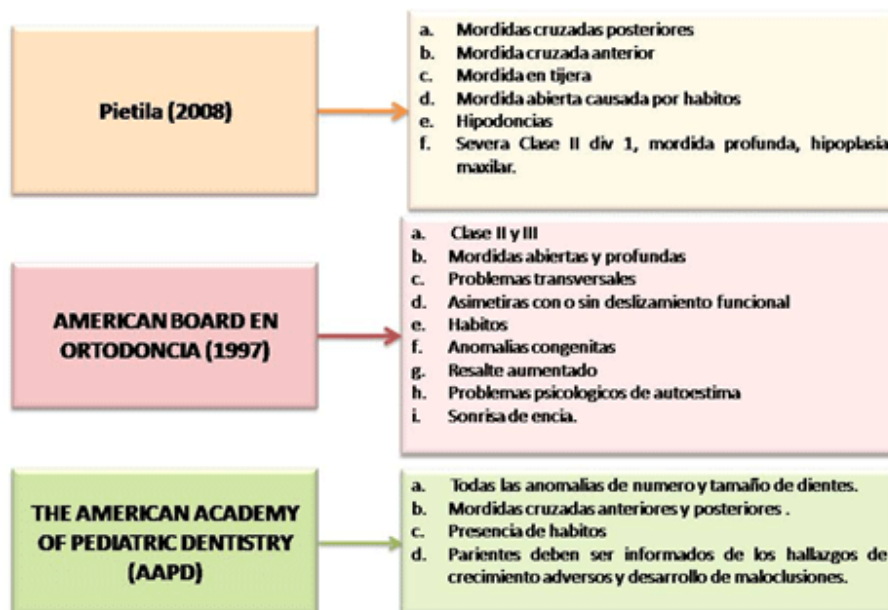 Pietila (2008)
a. Mordidas cruzadas posteriores
b. Mordida cruzada anterior
c. Mordida en tijera
d. Mordida abierta causada por habitos
e. Hipodoncias
f. Severa Clase II div 1, mordida profunda, hipoplasia
maxilar.
AMERICAN BOARD EN
ORTODONCIA (1997)
a. Clase II y III
b. Mordidas abiertas y profundas
c. Problemas transversales
d. Asimetiras con o sin deslizamiento funcional
e. Habitos
f. Anomalias congenitas
g. Resalte aumentado
h. Problemas psicologicos de autoestima
i. Sonrisa de encia.
THE AMERICAN ACADEMY
OF PEDIATRIC DENTISTRY
(AAPD)
a. Todas las anomalias de numero y tamaño de dientes.
b. Mordidas cruzadas anteriores y posteriores .
c. Presencia de habitos
d. Parientes deben ser informados de los hallazgos de
crecimiento adversos y desarrollo de maloclusiones.